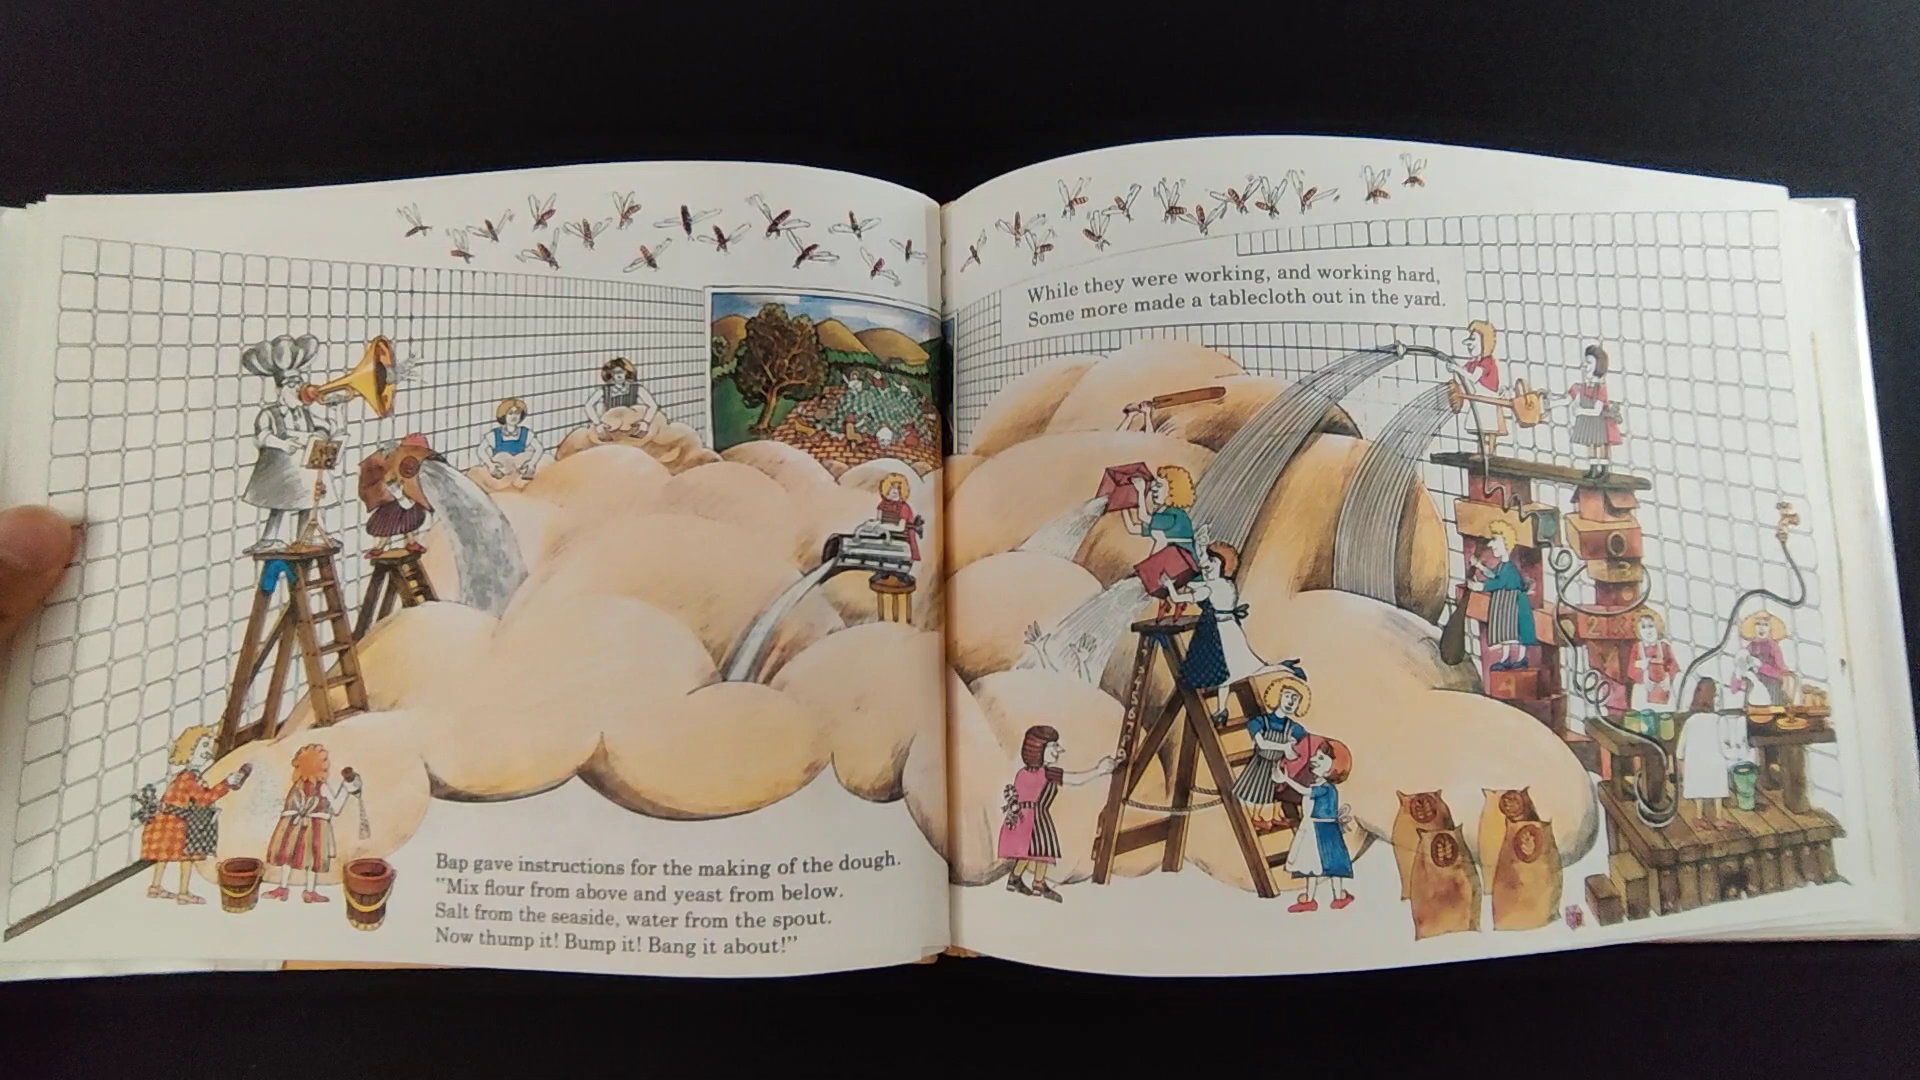 Bap gave instructions for the making of the dough.
"Mix flour from above and yeast from below.
Salt from the seaside, water from the spout.
Now thump it! Bump it! Bang it about!"
While they were working, and working hard,
Some more made a tablecloth out in the yard.